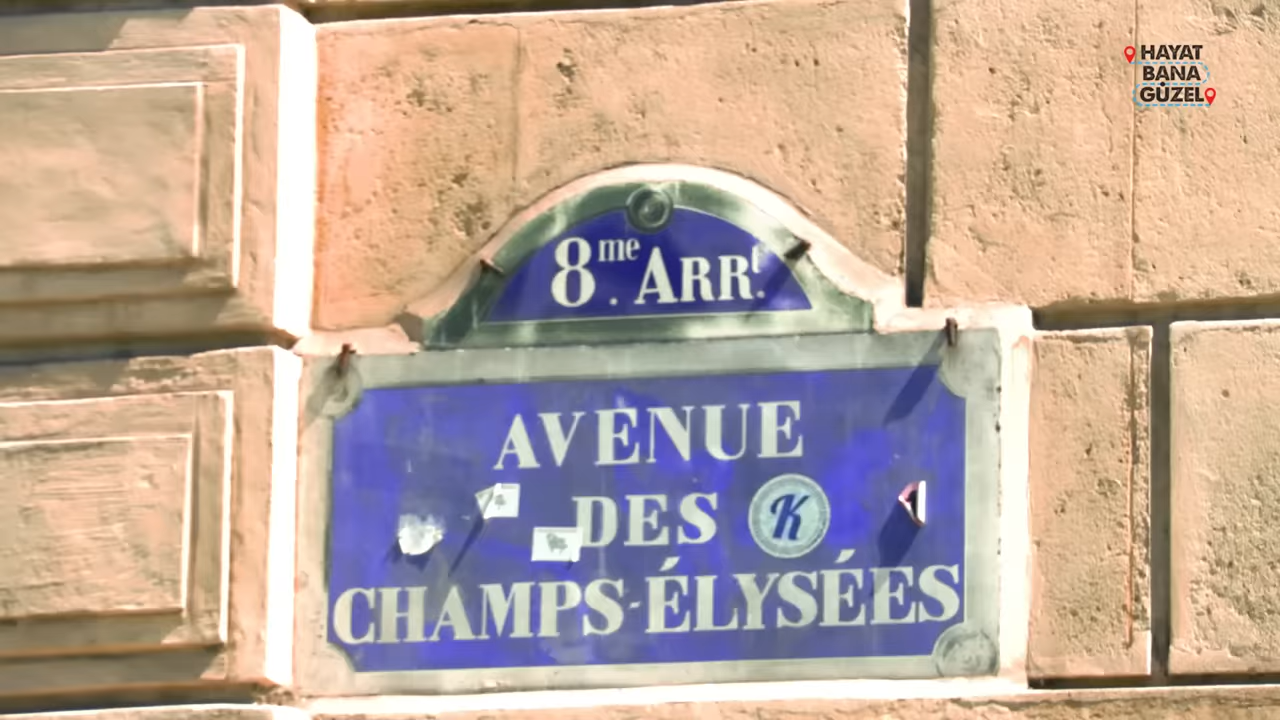 HAYAT
BANA
GÜZEL
8me. ARRt.
AVENUE
DES K
CHAMPS-ÉLYSÉES